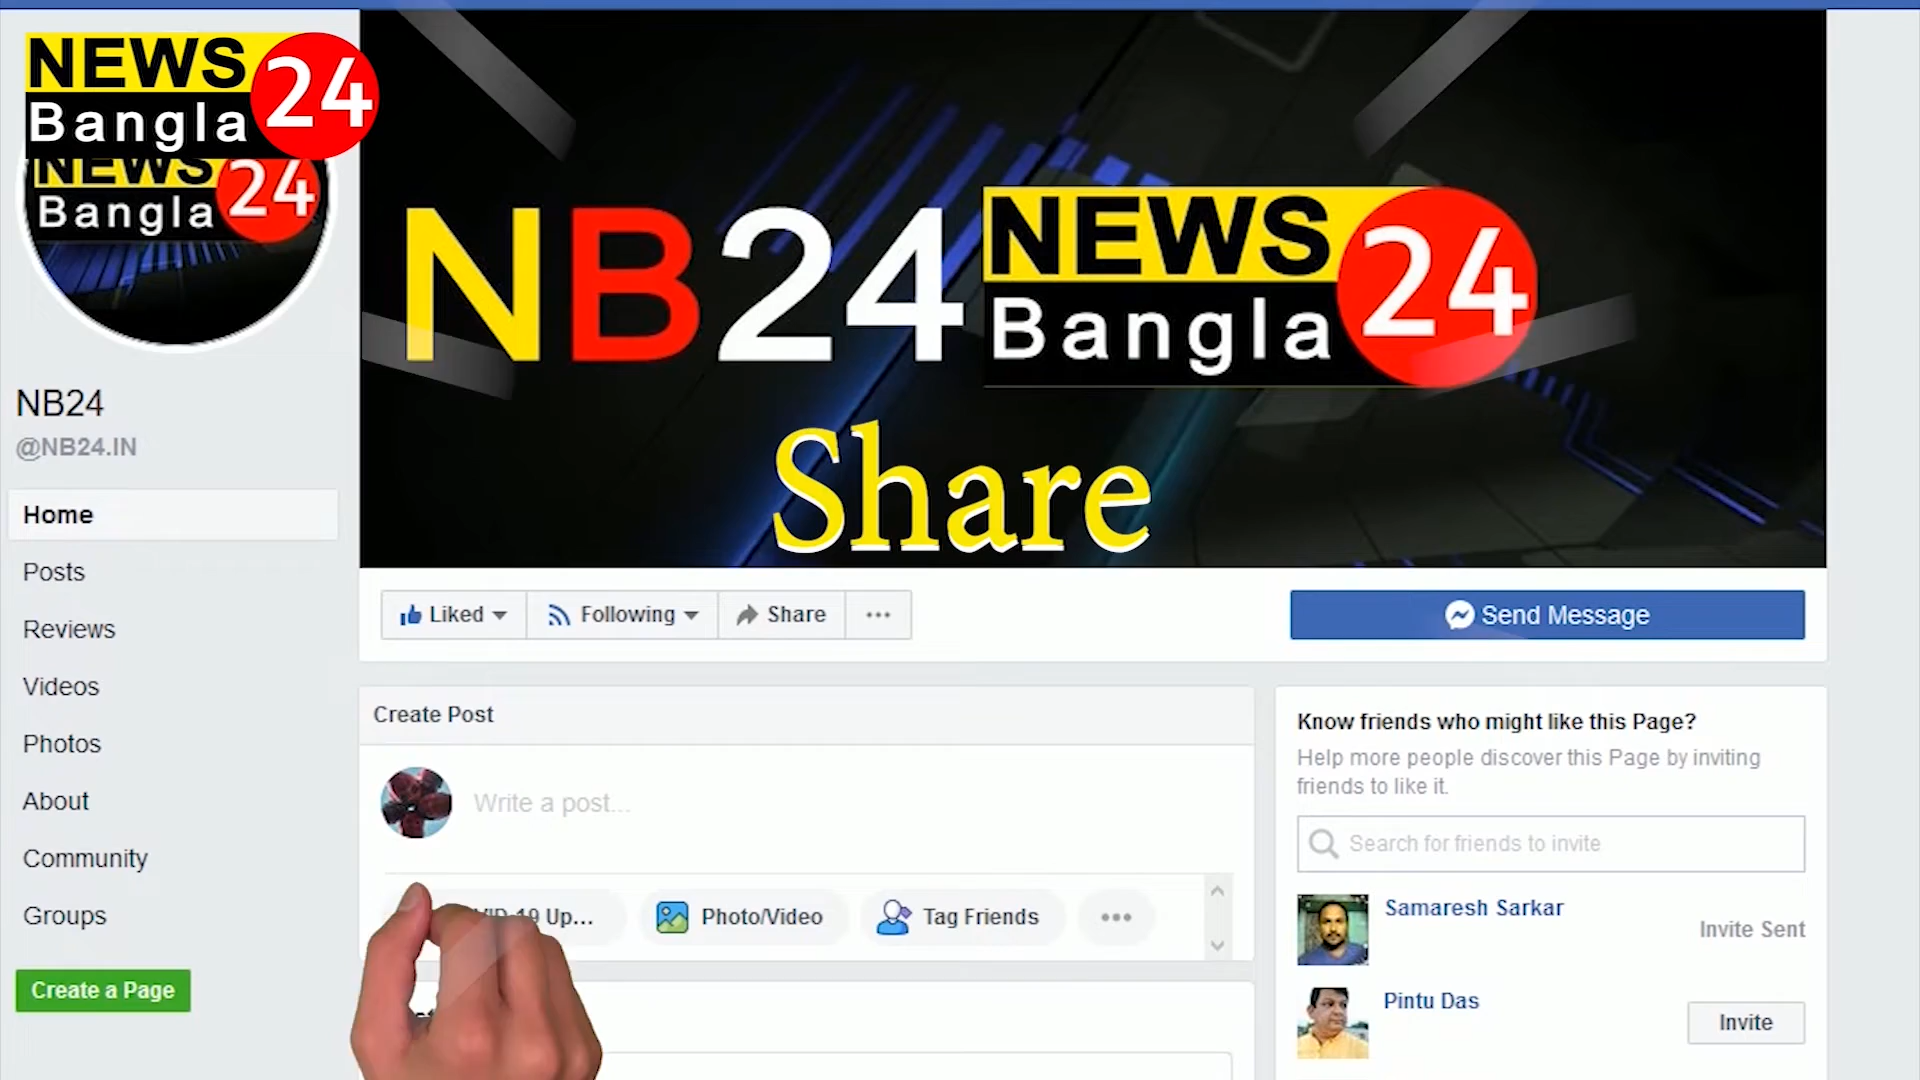 NEWS
Bangla
24
NEWS
Bangla
24
NB24
@NB24.IN
Home
Posts
Reviews
Videos
Photos
About
Community
Groups
Create a Page
NB24
NEWS
Bangla
24
Share
Liked
Following
Share
Send Message
Create Post
Write a post...
Up...
Photo/Video
Tag Friends
Know friends who might like this Page?
Help more people discover this Page by inviting
friends to like it.
Search for friends to invite
Samaresh Sarkar
Invite Sent
Pintu Das
Invite